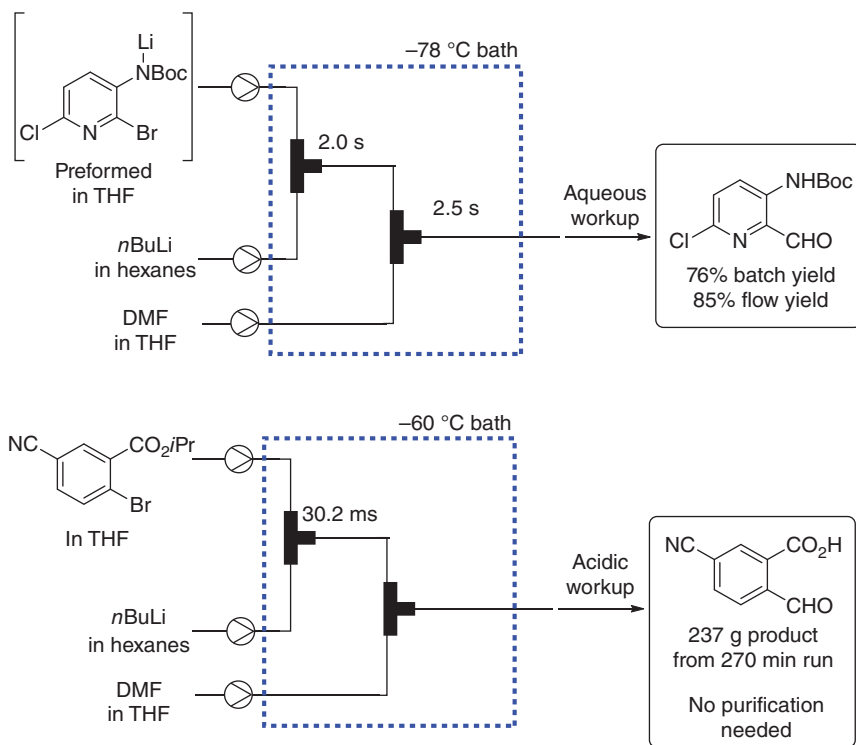 –78 °C bath
Li
NBoc
Cl
N
Br
Preformed
in THF
2.0 s
2.5 s
nBuLi
in hexanes
DMF
in THF
Aqueous
workup
NHBoc
Cl
N
CHO
76% batch yield
85% flow yield
–60 °C bath
NC
CO2iPr
Br
In THF
30.2 ms
nBuLi
in hexanes
DMF
in THF
Acidic
workup
NC
CO2H
CHO
237 g product
from 270 min run
No purification
needed